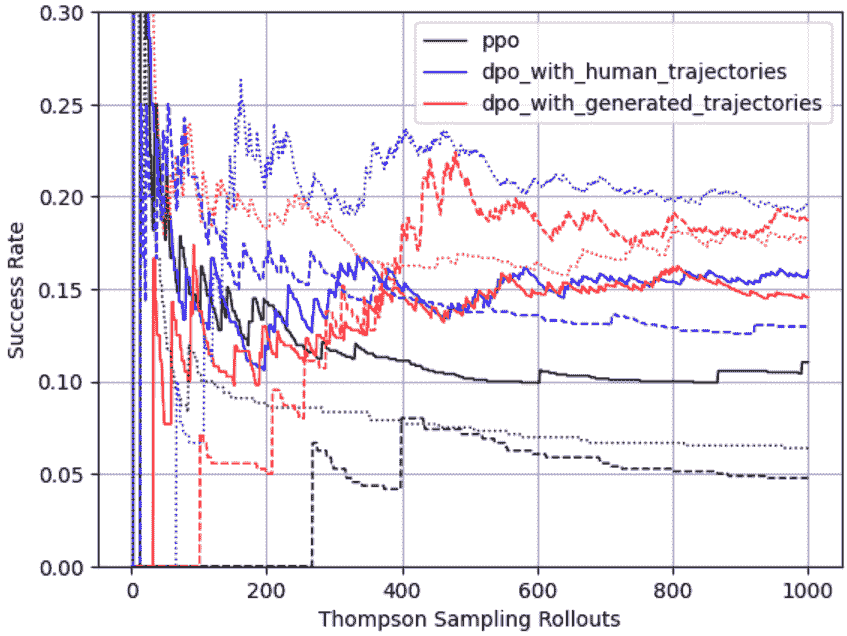 0.30
0.25
0.20
0.15
0.10
0.05
0.00
Success Rate
ppo
dpo_with_human_trajectories
dpo_with_generated_trajectories
0 200 400 600 800 1000
Thompson Sampling Rollouts